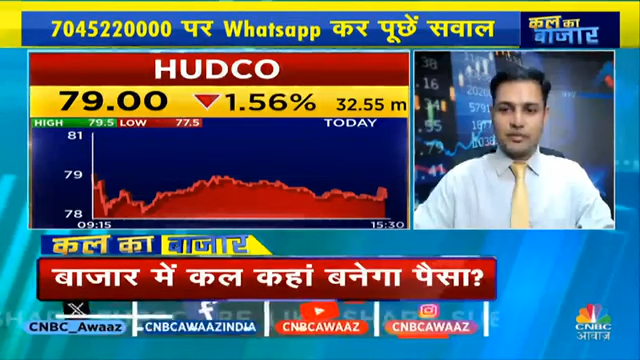 7045220000 पर Whatsapp कर पूछें सवाल
कल का
बाजार
HUDCO
79.00 1.56% 32.55 m
HIGH 79.5 LOW 77.5 TODAY
81
79
78
09:15 15:30
कल का बाजार
बाजार में कल कहां बनेगा पैसा?
CNBC_Awaaz CNBCAWAAZINDIA CNBCAWAAZ CNBCAWAAZ
CNBC
आवाज़